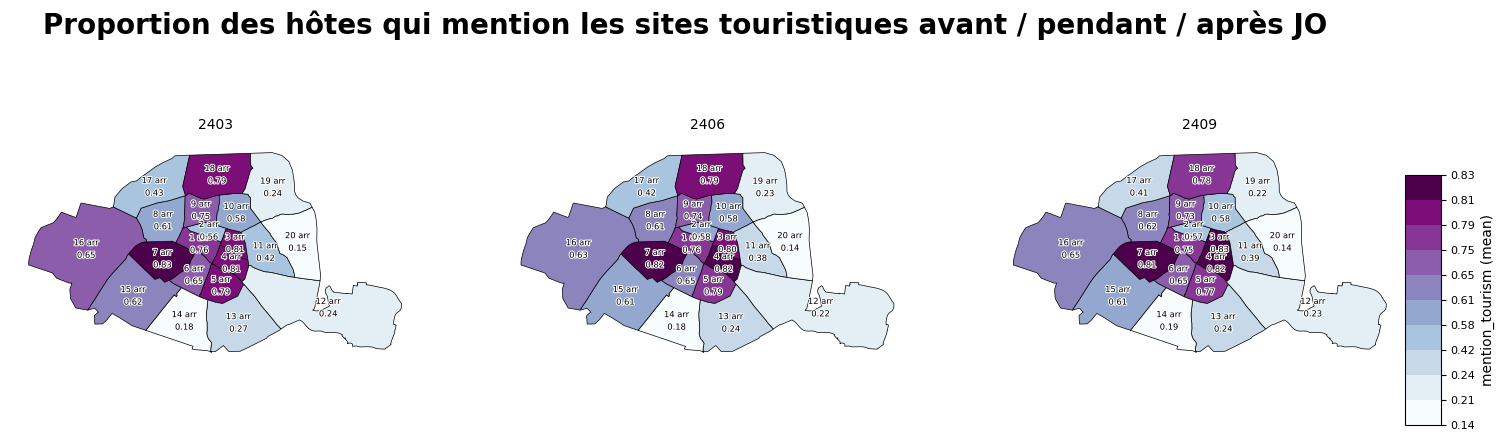 Proportion des hôtes qui mention les sites touristiques avant / pendant / après JO
2403
18 arr
0.79
17 arr
0.43
19 arr
0.24
9 arr
0.75
10 arr
0.58
8 arr
0.61
2 arr
0.56
20 arr
0.15
16 arr
0.65
0.76
3 arr
0.81
11 arr
0.42
7 arr
0.83
4 arr
0.81
6 arr
0.65
5 arr
0.79
15 arr
0.62
12 arr
0.24
14 arr
0.18
13 arr
0.27
2406
18 arr
0.79
17 arr
0.42
19 arr
0.23
9 arr
0.74
10 arr
0.58
8 arr
0.61
2 arr
0.58
20 arr
0.14
16 arr
0.63
0.76
3 arr
0.80
11 arr
0.38
7 arr
0.82
4 arr
0.82
6 arr
0.65
5 arr
0.79
15 arr
0.61
12 arr
0.22
14 arr
0.18
13 arr
0.24
2409
18 arr
0.78
17 arr
0.41
19 arr
0.22
9 arr
0.73
10 arr
0.58
8 arr
0.62
2 arr
0.57
20 arr
0.14
16 arr
0.65
0.75
3 arr
0.83
11 arr
0.39
7 arr
0.81
4 arr
0.82
6 arr
0.65
5 arr
0.77
15 arr
0.61
12 arr
0.23
14 arr
0.19
13 arr
0.24
0.83
0.81
0.79
0.75
0.65
0.61
0.58
0.42
0.24
0.21
0.14
mention_tourism (mean)